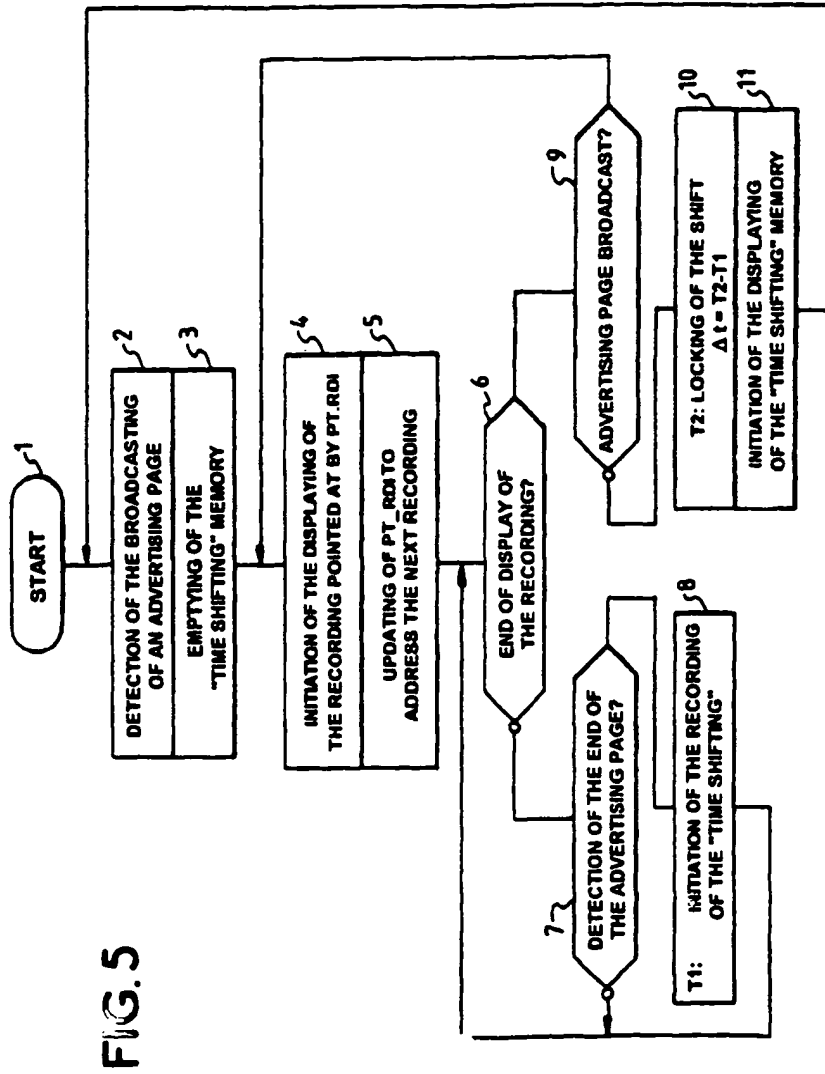 FIG. 5
START
1
DETECTION OF THE BROADCASTING
OF AN ADVERTISING PAGE
2
EMPTYING OF THE
"TIME SHIFTING" MEMORY
3
INITIATION OF THE DISPLAYING OF
THE RECORDING POINTED AT BY PT.RDI
4
UPDATING OF PT_RDI TO
ADDRESS THE NEXT RECORDING
5
END OF DISPLAY OF
THE RECORDING?
6
7
DETECTION OF THE END OF
THE ADVERTISING PAGE?
T1: INITIATION OF THE RECORDING
OF THE "TIME SHIFTING"
8
ADVERTISING PAGE BROADCAST?
9
T2: LOCKING OF THE SHIFT
Δ t = T2-T1
10
INITIATION OF THE DISPLAYING
OF THE "TIME SHIFTING" MEMORY
11